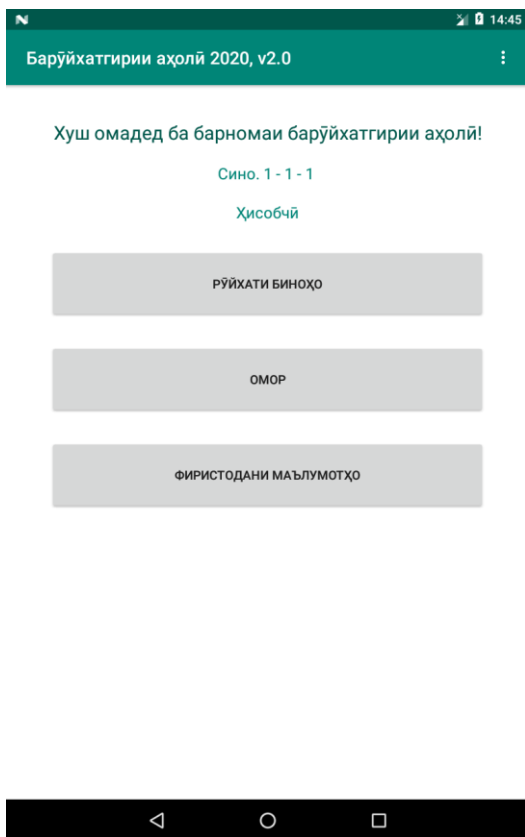 14:45
Барӯйхатгирии аҳолӣ 2020, v2.0
Хуш омадед ба барномаи барӯйхатгирии аҳолӣ!
Сино. 1 - 1 - 1
Ҳисобчӣ
РӮЙХАТИ БИНОҲО
ОМОР
ФИРИСТОДАНИ МАЪЛУМОТҲО